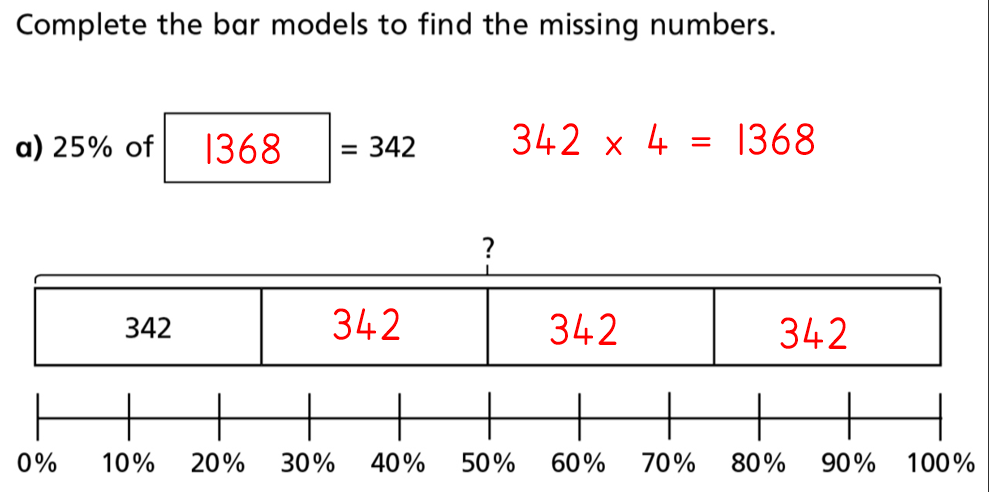 Complete the bar models to find the missing numbers.
a) 25% of 1368 = 342 342 x 4 = 1368
?
342 342 342 342
0% 10% 20% 30% 40% 50% 60% 70% 80% 90% 100%